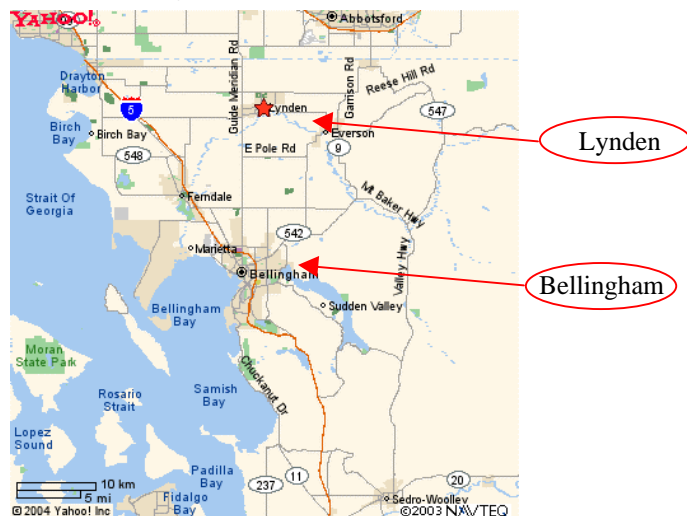 YAHOO!
Abbotsford
Drayton
Harbor
5
Guide Meridian Rd
Garrison Rd
Reese Hill Rd
547
Lynden
Birch
Bay
Birch Bay
Everson
Lynden
548
E Pole Rd
9
Strait Of
Georgia
Ferndale
Mt Baker Hwy
542
Marietta
Valley Hwy
Bellingham
Bellingham
Bellingham
Bay
Sudden Valley
Moran
State Park
Chuckanut Dr
Samish
Bay
Rosario
Strait
Lopez
Sound
Padilla
Bay
10 km
5 mi
237
11
20
Fidalgo
Bay
Sedro-Woolley
© 2004 Yahoo! Inc
©2003 NAVTEQ